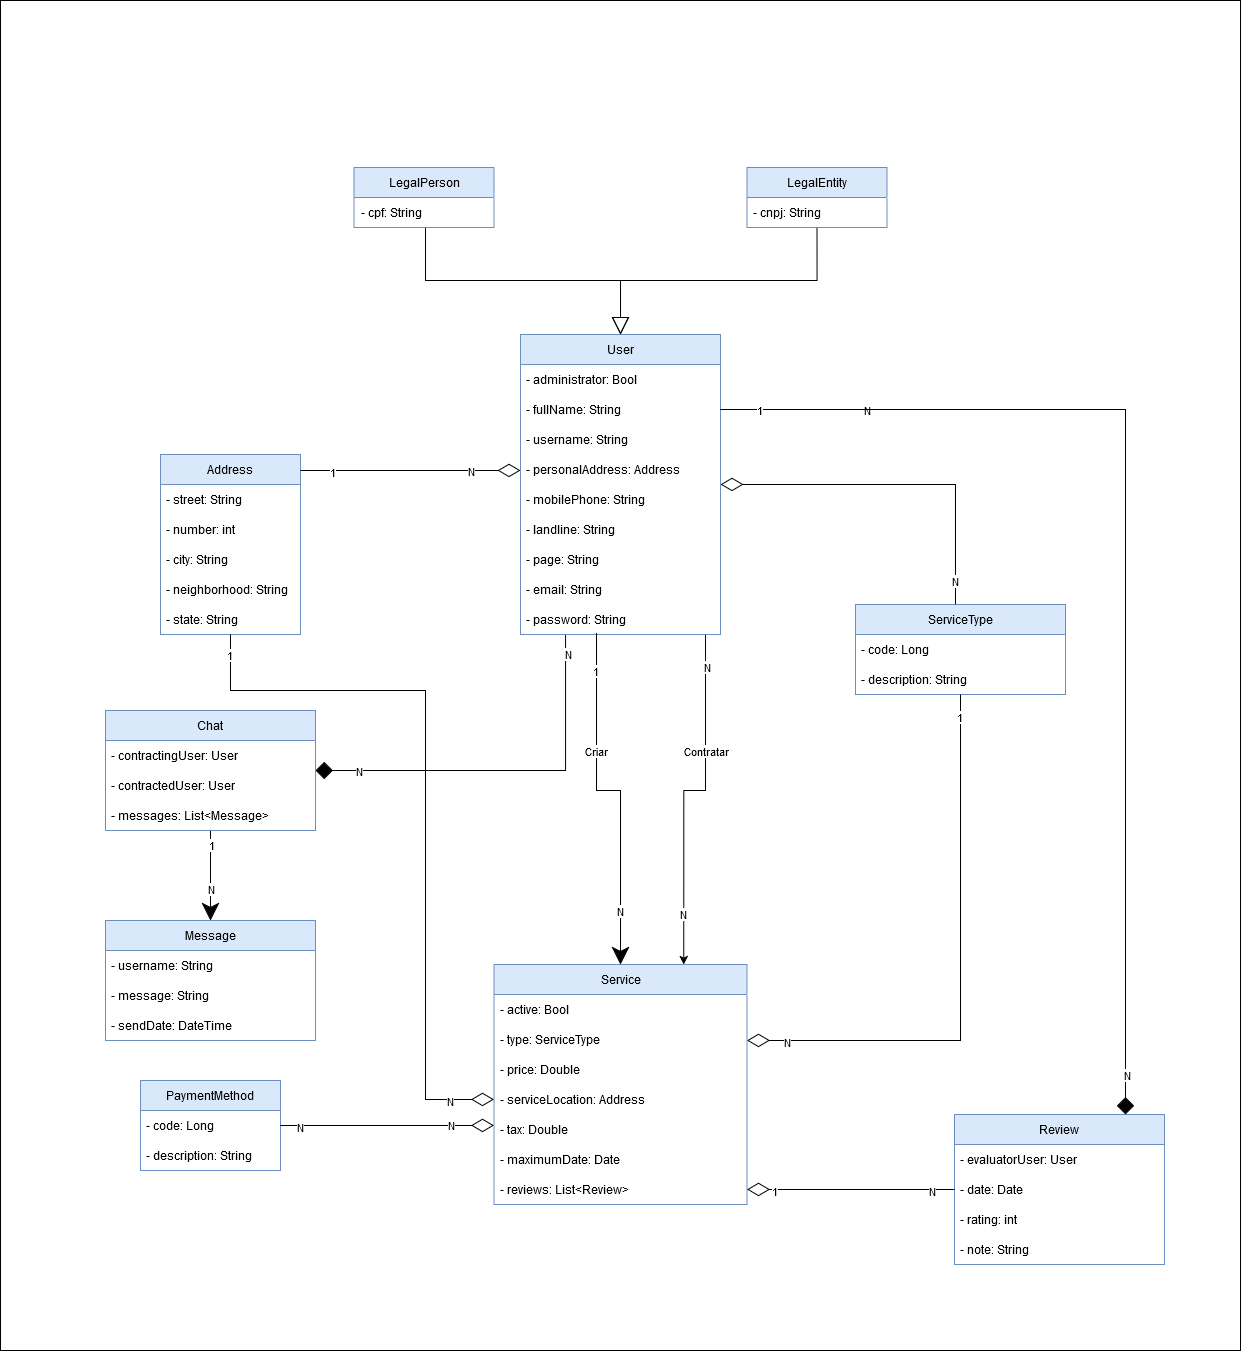 LegalPerson
- cpf: String
LegalEntity
- cnpj: String
User
- administrator: Bool
- fullName: String
- username: String
- personalAddress: Address
- mobilePhone: String
- landline: String
- page: String
- email: String
- password: String
1
N
N
Address
- street: String
- number: int
- city: String
- neighborhood: String
- state: String
1
N
1
N
ServiceType
- code: Long
- description: String
1
N
1
N
Criar
Contratar
N
N
Chat
- contractingUser: User
- contractedUser: User
- messages: List<Message>
N
1
N
Message
- username: String
- message: String
- sendDate: DateTime
Service
- active: Bool
- type: ServiceType
- price: Double
- serviceLocation: Address
- tax: Double
- maximumDate: Date
- reviews: List<Review>
N
N
PaymentMethod
- code: Long
- description: String
N
N
1
N
N
Review
- evaluatorUser: User
- date: Date
- rating: int
- note: String